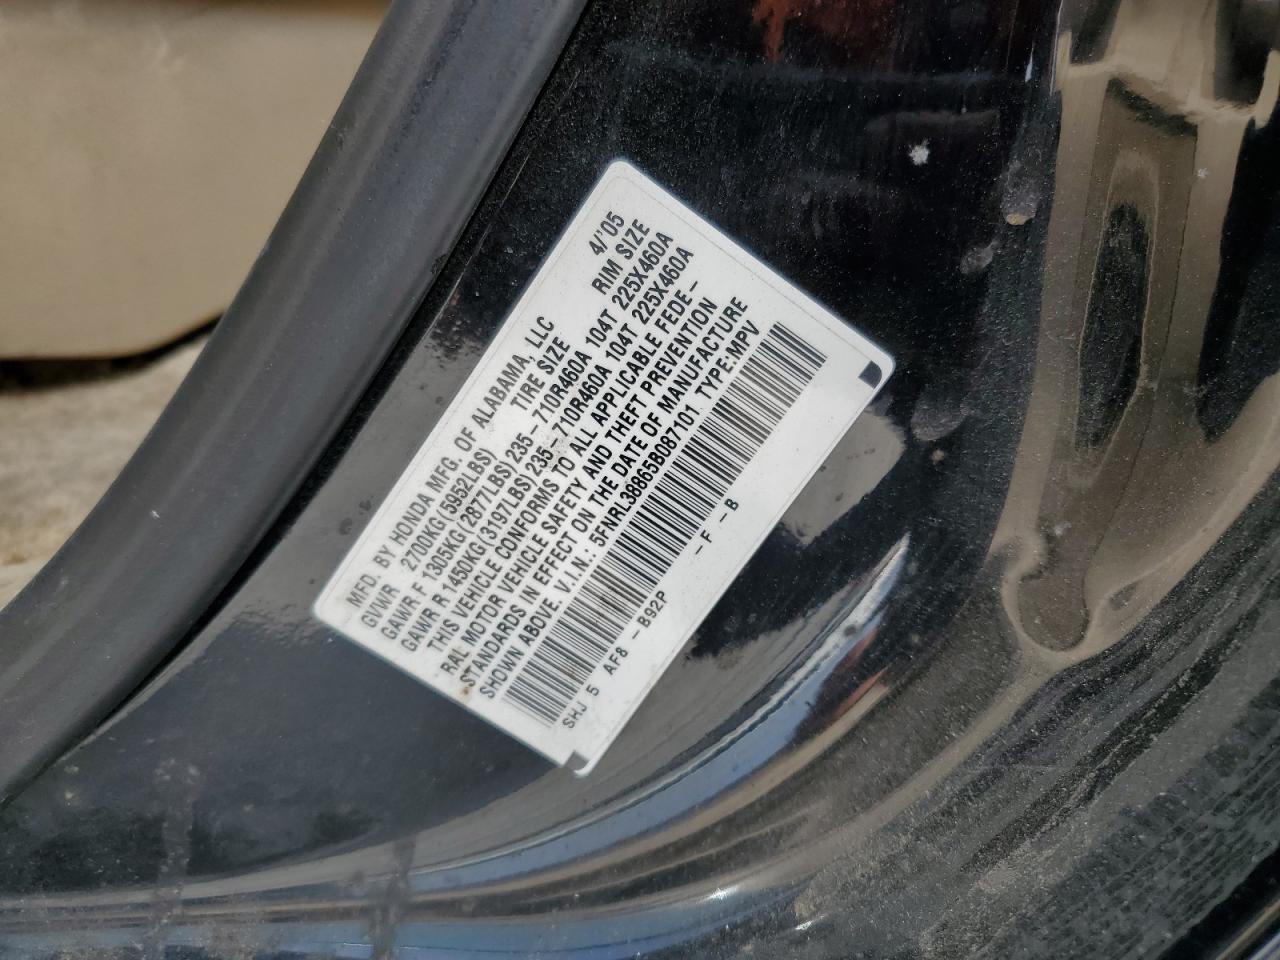 MFD. BY HONDA MFG. OF ALABAMA, LLC 4/'05
GVWR 2700KG(5952LBS) TIRE SIZE RIM SIZE
GAWR F 1305KG(2877LBS)235-710R460A 104T 225X460A
GAWR R 1450KG(3197LBS)235-710R460A 104T 225X460A
THIS VEHICLE CONFORMS TO ALL APPLICABLE FEDE-
RAL MOTOR VEHICLE SAFETY AND THEFT PREVENTION
STANDARDS IN EFFECT ON THE DATE OF MANUFACTURE
SHOWN ABOVE. V.I.N.: 5FNRL38865B087101 TYPE:MPV
SHJ 5 AF8 -B92P -F -B